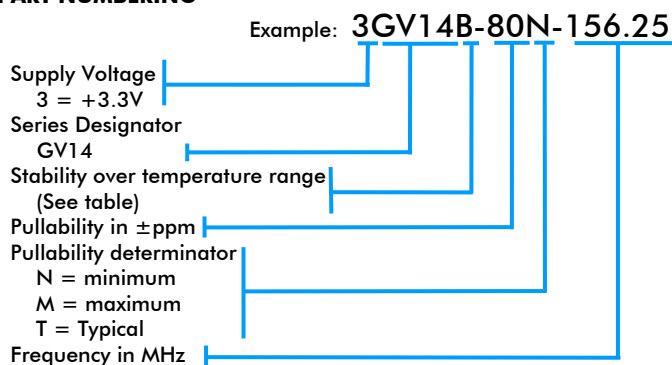 PART NUMBERING
Example: 3GV14B-80N-156.25
Supply Voltage
3 = +3.3V
Series Designator
GV14
Stability over temperature range
(See table)
Pullability in ±ppm
Pullability determinator
N = minimum
M = maximum
T = Typical
Frequency in MHz